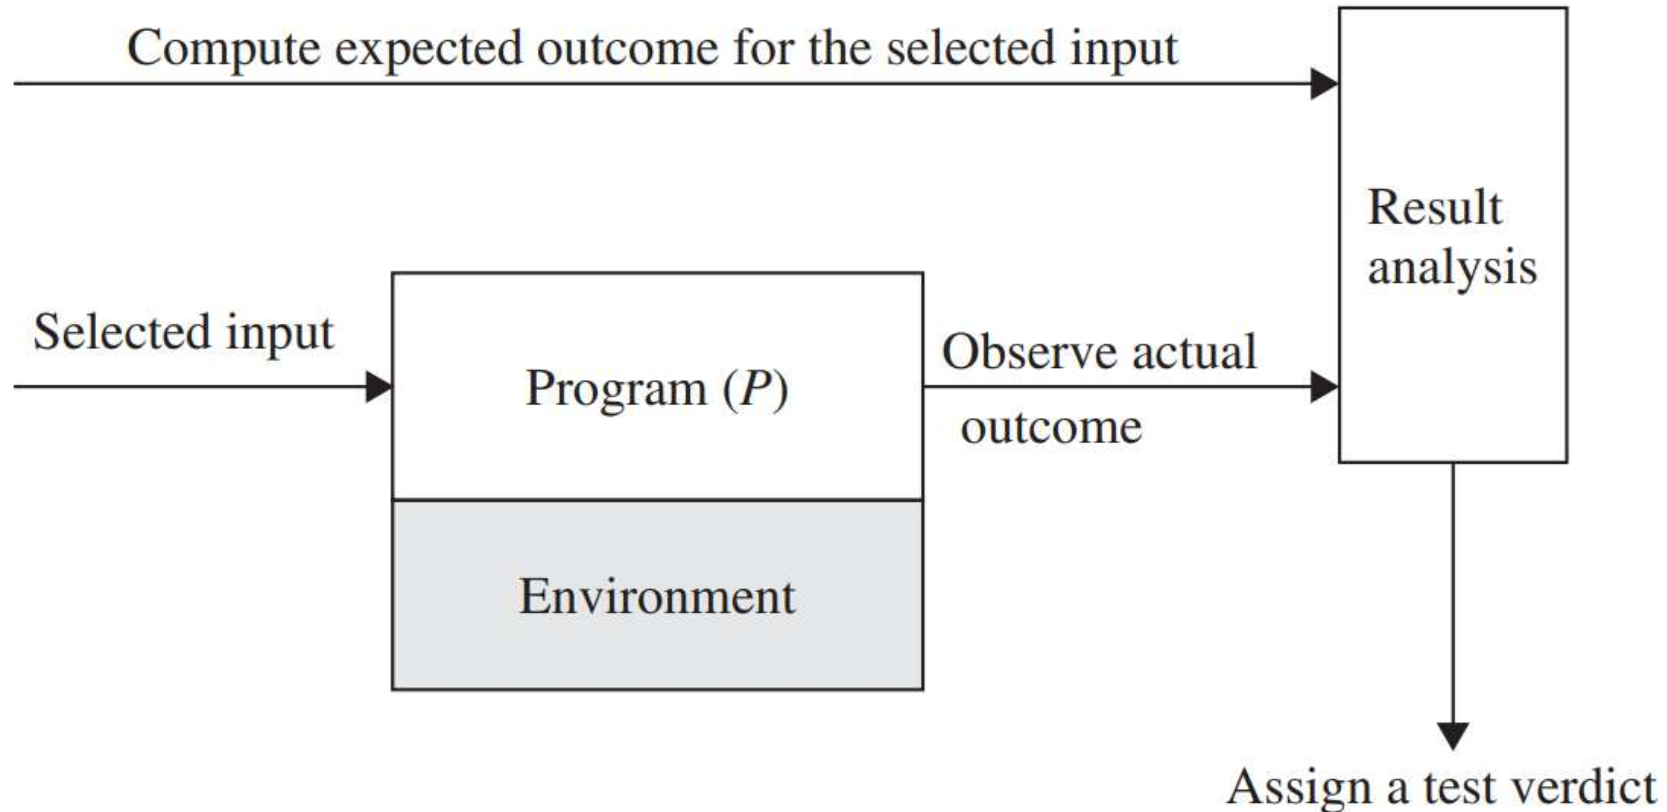 Compute expected outcome for the selected input
Result
analysis
Selected input
Program (P)
Observe actual
outcome
Environment
Assign a test verdict